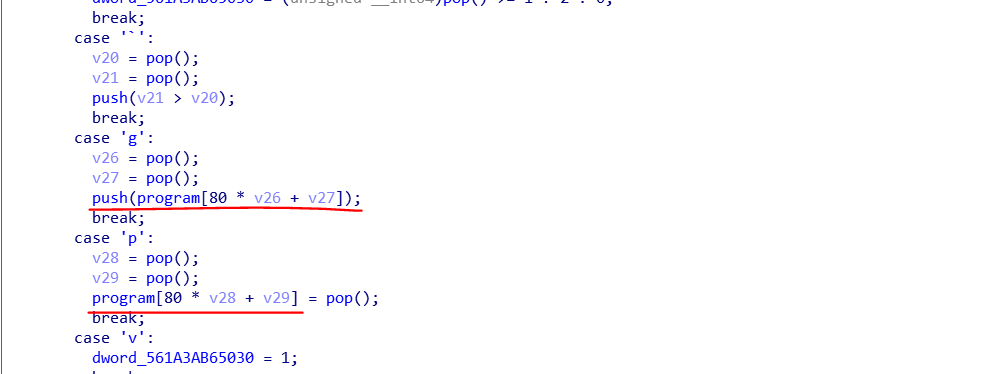 dword_561A3AB65030 = (unsigned __int64)pop() >= 1 ? 2 : 0;
break;
case '`':
v20 = pop();
v21 = pop();
push(v21 > v20);
break;
case 'g':
v26 = pop();
v27 = pop();
push(program[80 * v26 + v27]);
break;
case 'p':
v28 = pop();
v29 = pop();
program[80 * v28 + v29] = pop();
break;
case 'v':
dword_561A3AB65030 = 1;